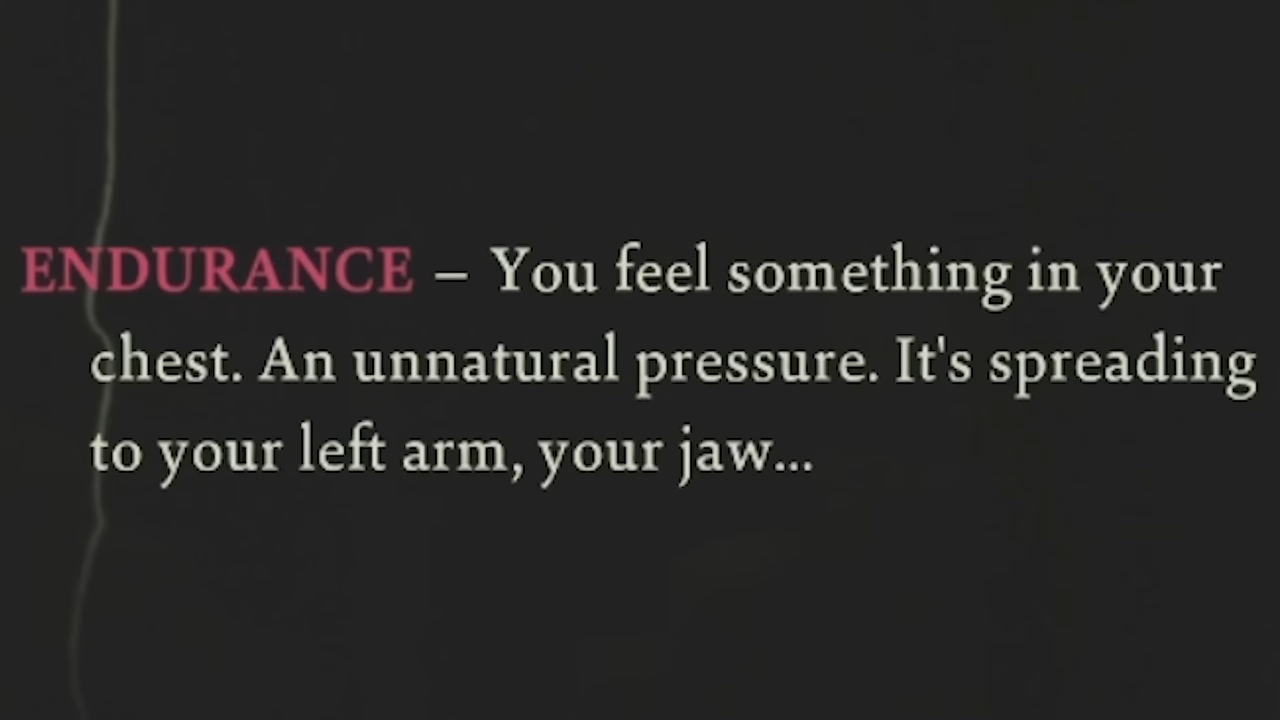 ENDURANCE – You feel something in your
chest. An unnatural pressure. It's spreading
to your left arm, your jaw...